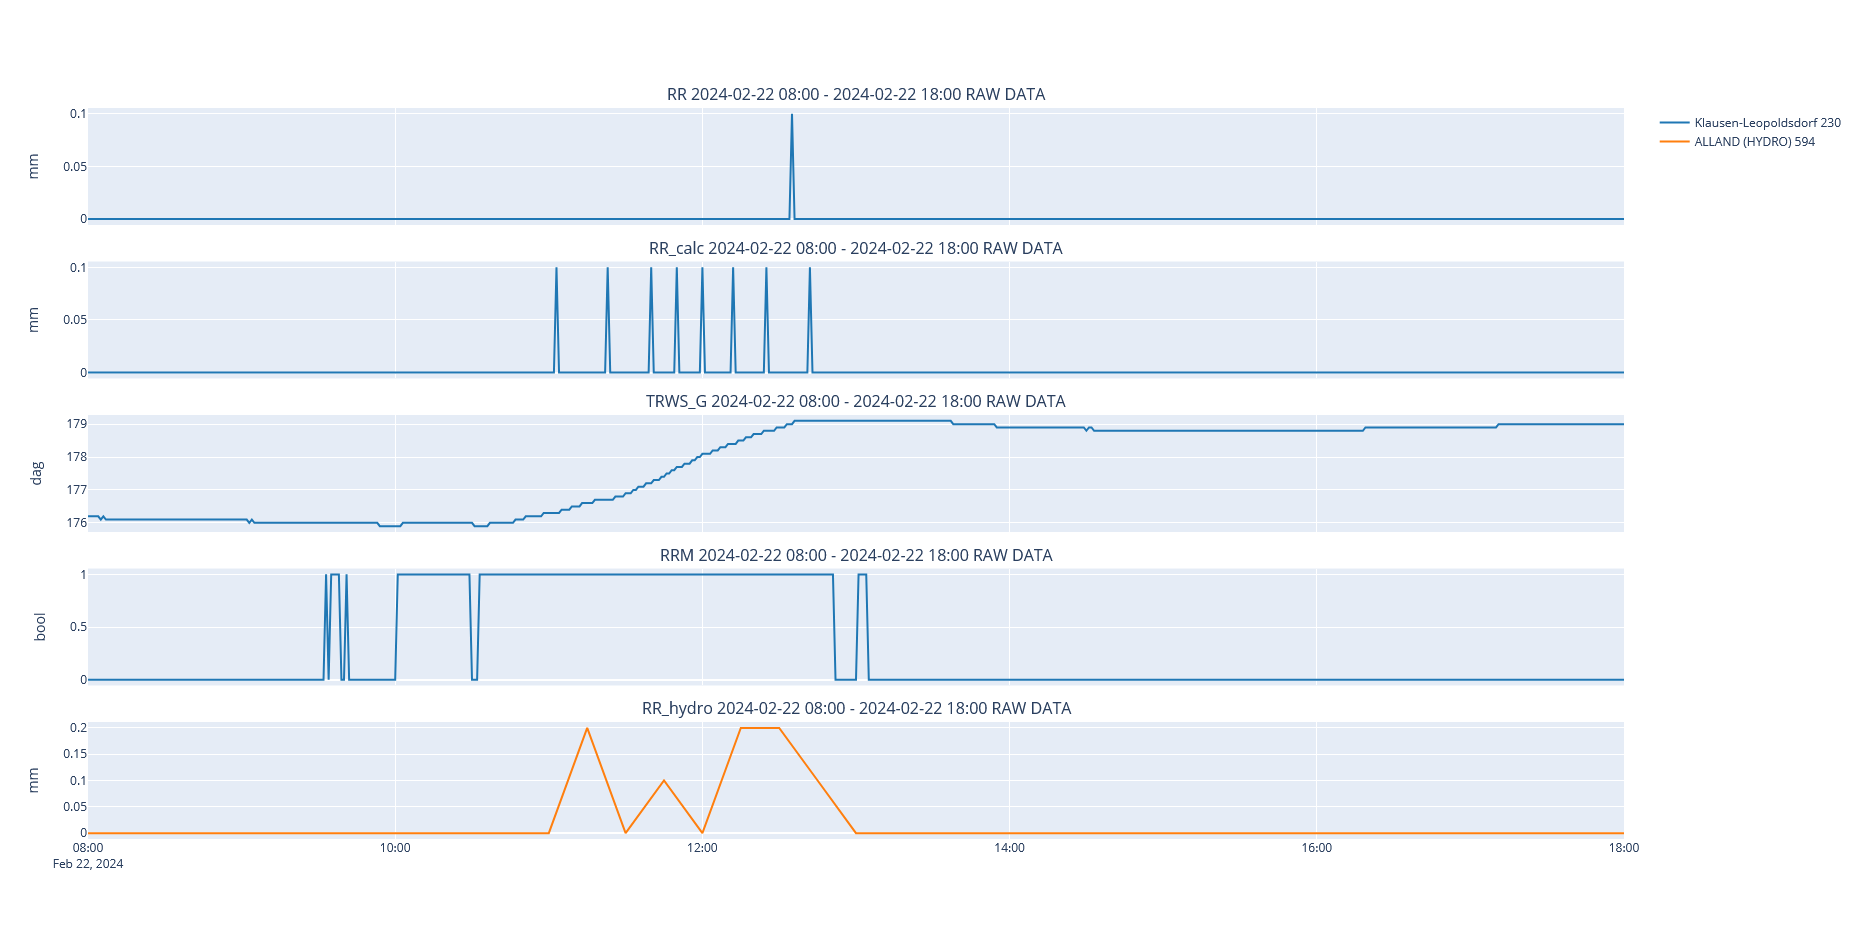 RR 2024-02-22 08:00 - 2024-02-22 18:00 RAW DATA
0.1
0.05
0
mm
Klausen-Leopoldsdorf 230
ALLAND (HYDRO) 594
RR_calc 2024-02-22 08:00 - 2024-02-22 18:00 RAW DATA
0.1
0.05
0
mm
TRWS_G 2024-02-22 08:00 - 2024-02-22 18:00 RAW DATA
179
178
177
176
dag
RRM 2024-02-22 08:00 - 2024-02-22 18:00 RAW DATA
1
0.5
0
bool
RR_hydro 2024-02-22 08:00 - 2024-02-22 18:00 RAW DATA
0.2
0.15
0.1
0.05
0
mm
08:00 10:00 12:00 14:00 16:00 18:00
Feb 22, 2024